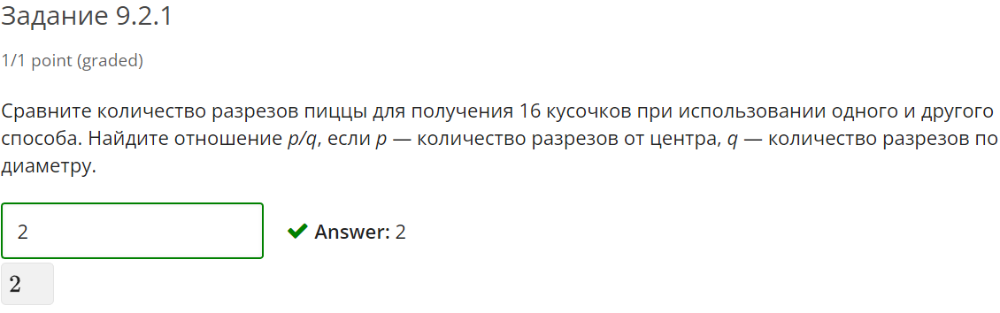 Задание 9.2.1
1/1 point (graded)
Сравните количество разрезов пиццы для получения 16 кусочков при использовании одного и другого
способа. Найдите отношение p/q, если p — количество разрезов от центра, q — количество разрезов по
диаметру.
2
Answer: 2
2